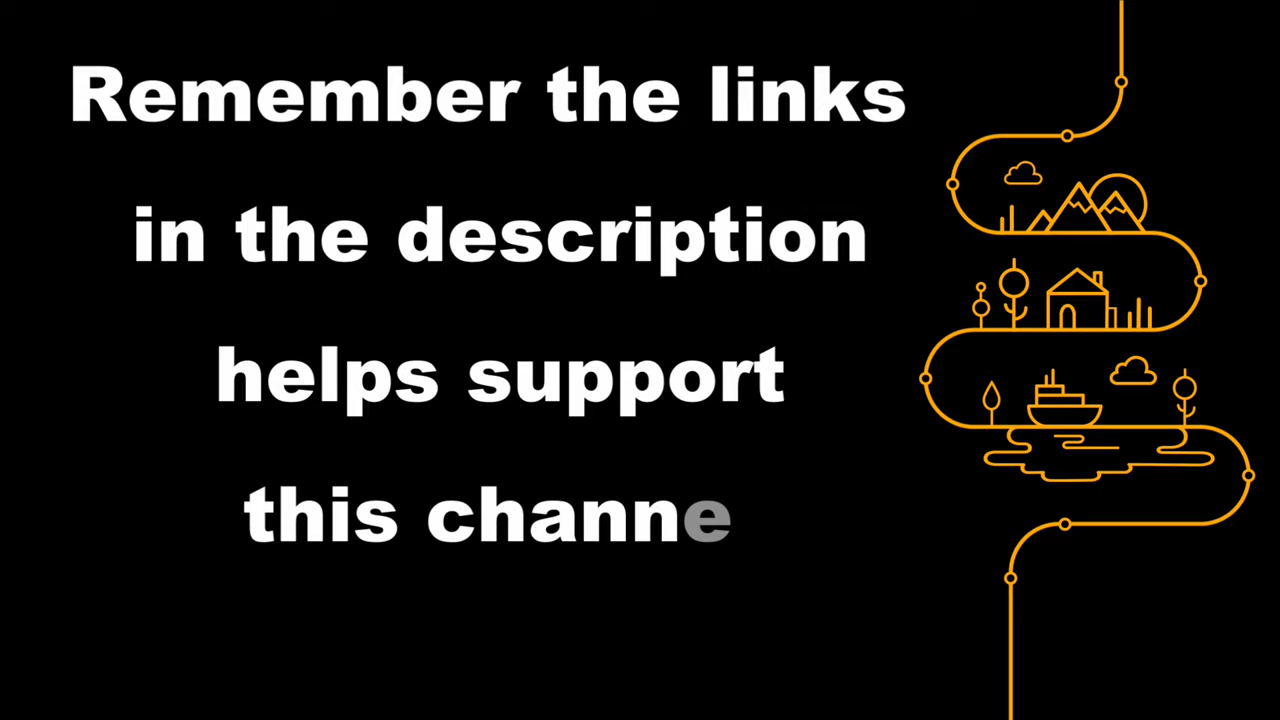 Remember the links
in the description
helps support
this channe